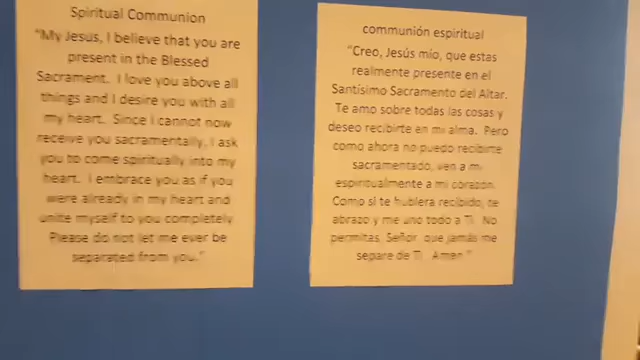 Spiritual Communion
"My Jesus, I believe that you are
present in the Blessed
Sacrament. I love you above all
things and I desire you with all
my heart. Since I cannot now
receive you sacramentally, I ask
you to come spiritually into my
heart. I embrace you as if you
were already in my heart and
unite myself to you completely
Please do not let me ever be
separated from you."
communión espiritual
"Creo, Jesús mío, que estas
realmente presente en el
Santísimo Sacramento del Altar.
Te amo sobre todas las cosas y
deseo recibirte en mi alma. Pero
como ahora no puedo recibirte
sacramentado, ven a mi
espiritualmente a mi corazón.
Como si te hubiera recibido, te
abrazo y me uno todo a Ti. No
permitas, Señor, que jamás me
separe de Ti. Amen"